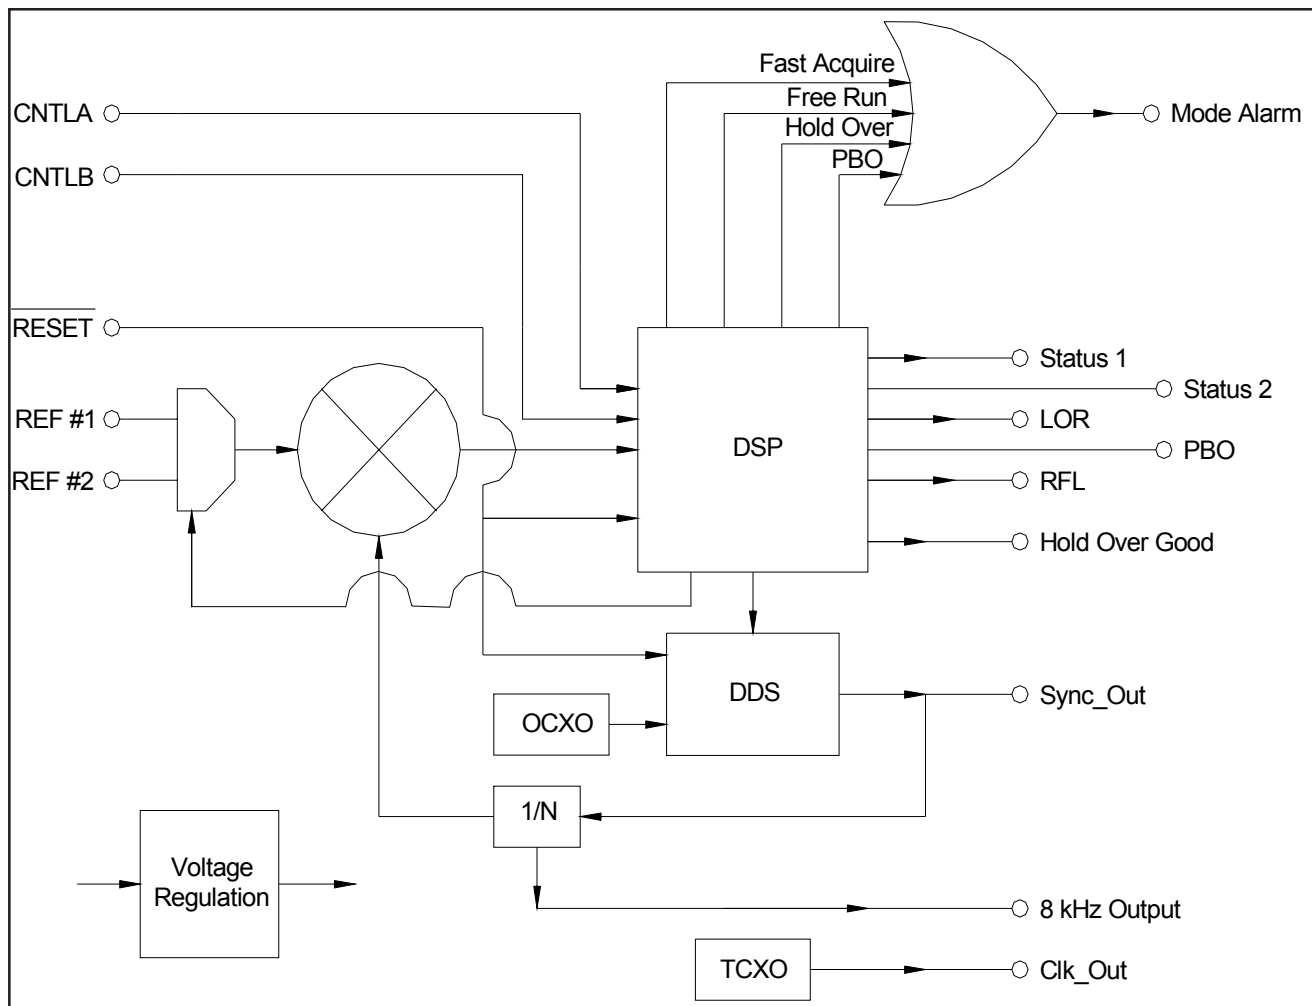 Fast Acquire
CNTLA
Free Run
Mode Alarm
Hold Over
PBO
CNTLB
RESET
Status 1
Status 2
REF #1
LOR
DSP
PBO
REF #2
RFL
Hold Over Good
DDS
Sync_Out
OCXO
1/N
Voltage
Regulation
8 kHz Output
TCXO
Clk_Out